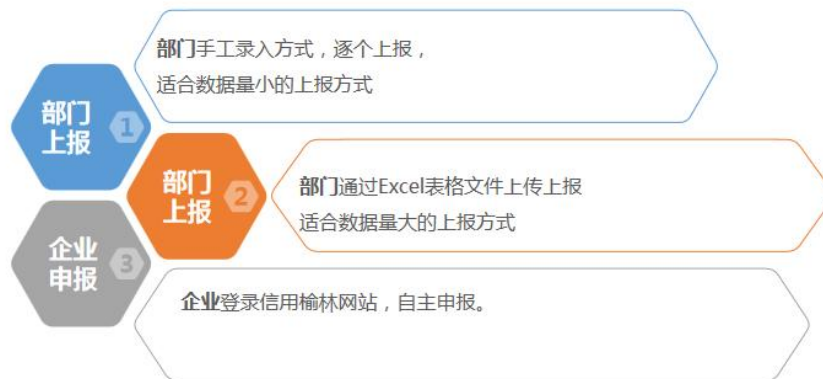 部门手工录入方式，逐个上报，
适合数据量小的上报方式
部门
上报
1
部门
上报
2
部门通过Excel表格文件上传上报
适合数据量大的上报方式
企业
申报
3
企业登录信用榆林网站，自主申报。